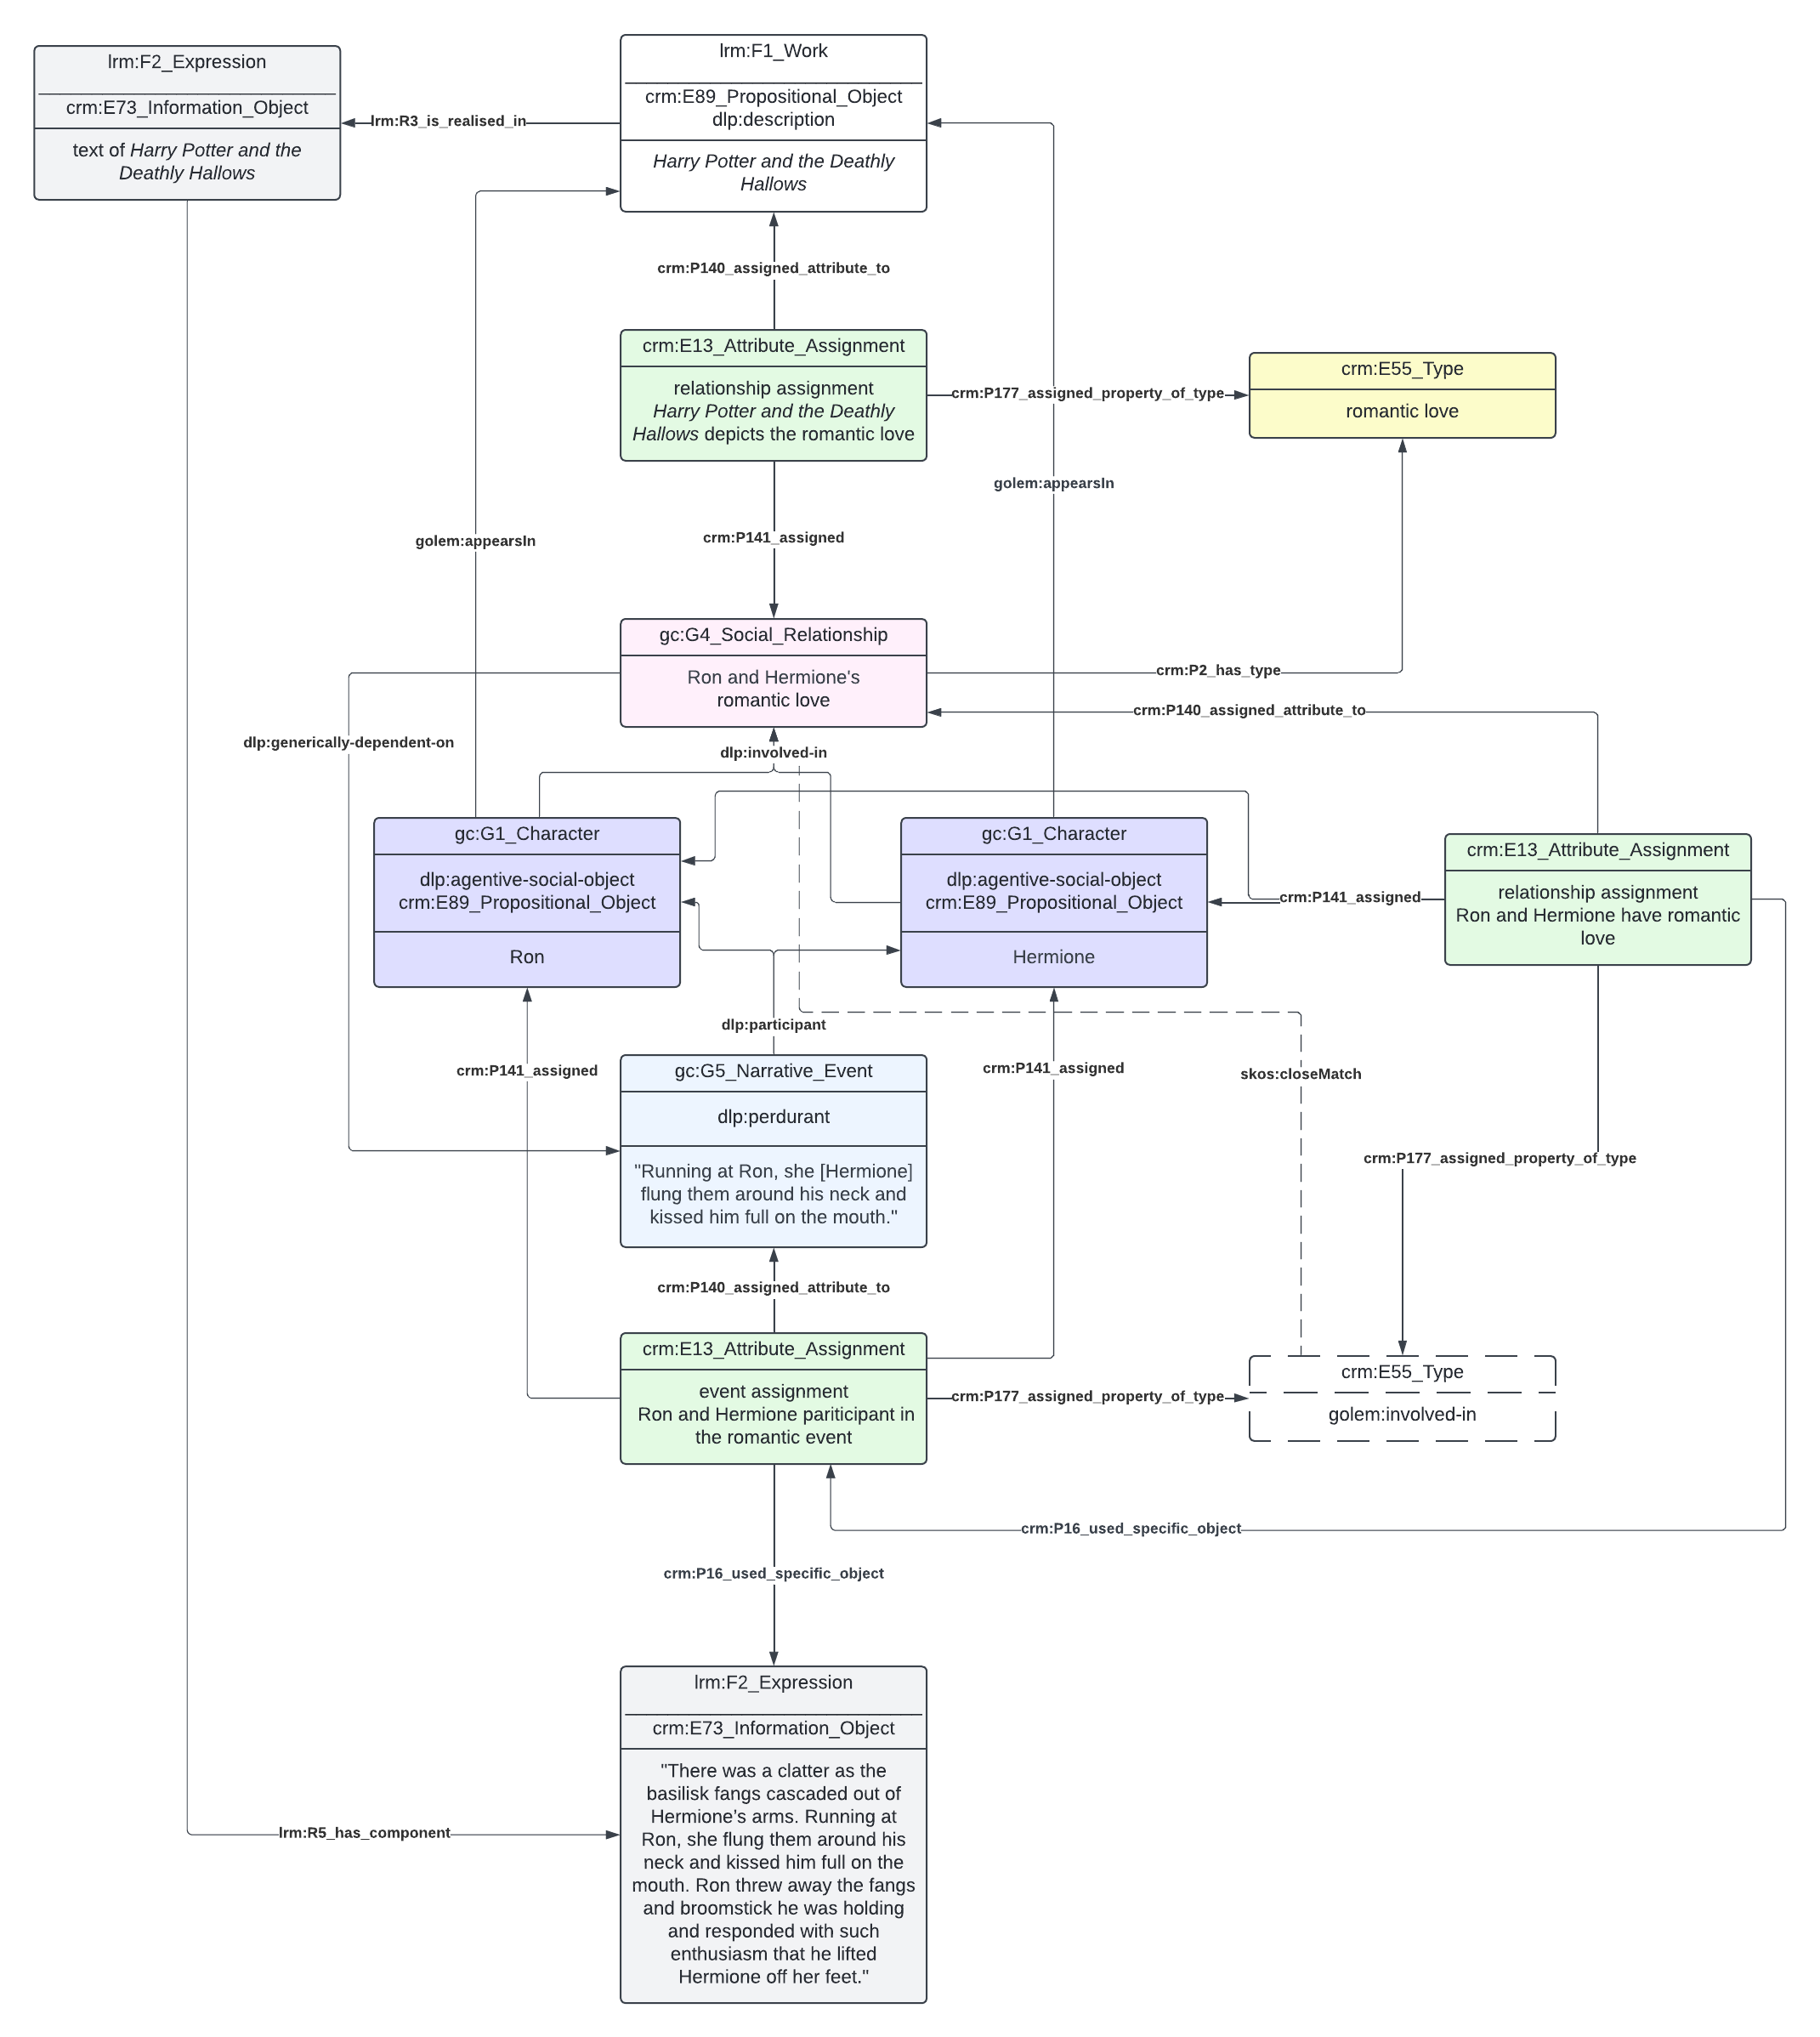 lrm:F2_Expression
crm:E73_Information_Object
text of Harry Potter and the
Deathly Hallows
lrm:R3_is_realised_in
lrm:F1_Work
crm:E89_Propositional_Object
dlp:description
Harry Potter and the Deathly
Hallows
crm:P140_assigned_attribute_to
crm:E13_Attribute_Assignment
relationship assignment
Harry Potter and the Deathly
Hallows depicts the romantic love
crm:P177_assigned_property_of_type
crm:E55_Type
romantic love
golem:appearsIn
golem:appearsIn
crm:P141_assigned
gc:G4_Social_Relationship
Ron and Hermione's
romantic love
crm:P2_has_type
crm:P140_assigned_attribute_to
dlp:generically-dependent-on
dlp:involved-in
gc:G1_Character
dlp:agentive-social-object
crm:E89_Propositional_Object
Ron
gc:G1_Character
dlp:agentive-social-object
crm:E89_Propositional_Object
Hermione
crm:P141_assigned
crm:E13_Attribute_Assignment
relationship assignment
Ron and Hermione have romantic
love
dlp:participant
crm:P141_assigned
crm:P141_assigned
skos:closeMatch
gc:G5_Narrative_Event
dlp:perdurant
"Running at Ron, she [Hermione]
flung them around his neck and
kissed him full on the mouth."
crm:P177_assigned_property_of_type
crm:P140_assigned_attribute_to
crm:E13_Attribute_Assignment
event assignment
Ron and Hermione pariticipant in
the romantic event
crm:P177_assigned_property_of_type
crm:E55_Type
golem:involved-in
crm:P16_used_specific_object
crm:P16_used_specific_object
lrm:F2_Expression
crm:E73_Information_Object
"There was a clatter as the
basilisk fangs cascaded out of
Hermione’s arms. Running at
Ron, she flung them around his
neck and kissed him full on the
mouth. Ron threw away the fangs
and broomstick he was holding
and responded with such
enthusiasm that he lifted
Hermione off her feet."
lrm:R5_has_component